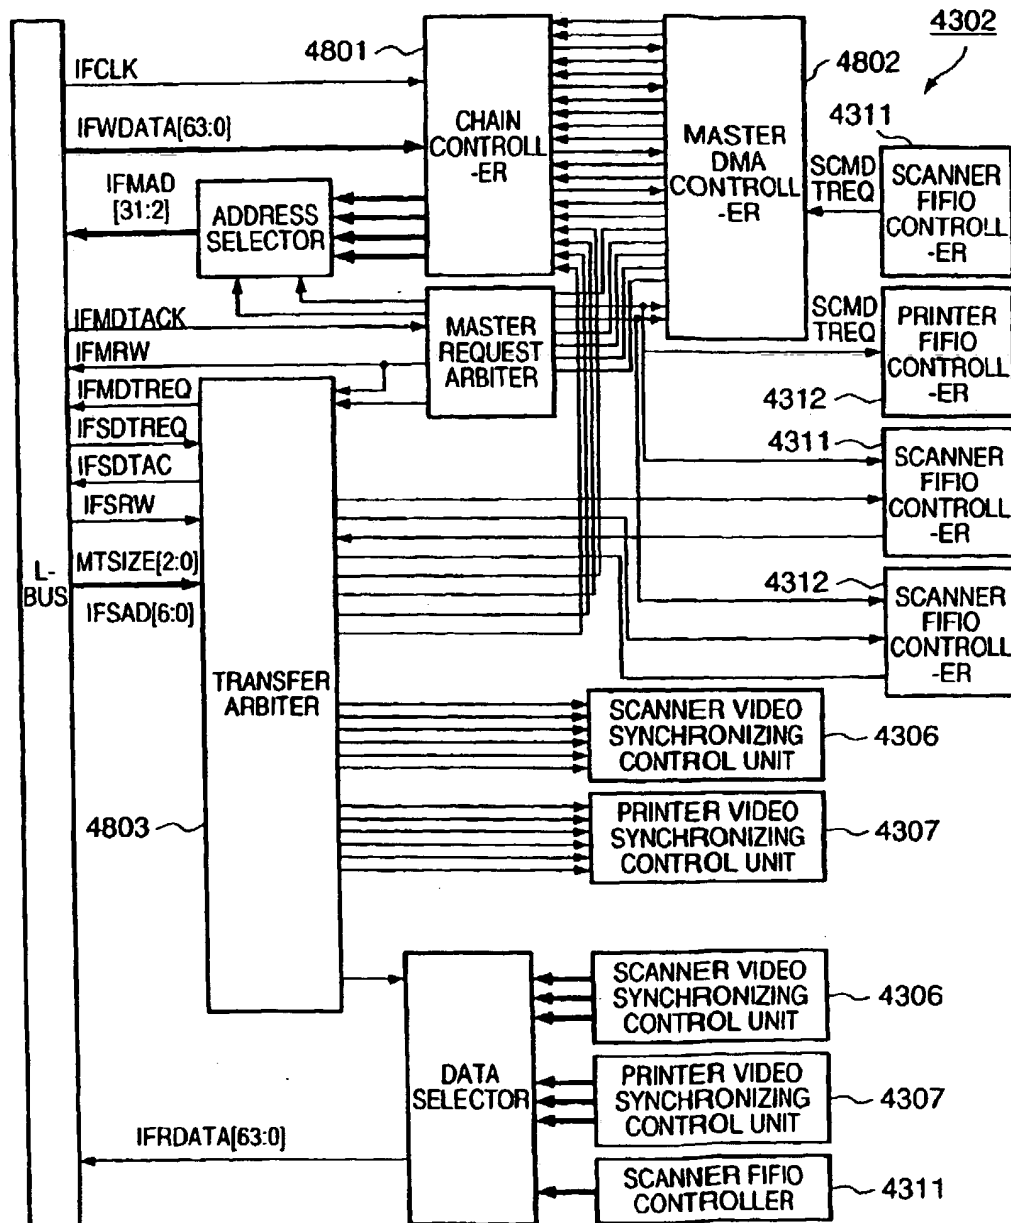 4302
4801
4802
IFCLK
IFWDATA[63:0]
IFMAD
[31:2]
ADDRESS
SELECTOR
CHAIN
CONTROLL
-ER
MASTER
DMA
CONTROLL
-ER
4311
SCMD
TREQ
SCANNER
FIFIO
CONTROLL
-ER
IFMDTACK
IFMRW
IFMDTREQ
IFSDTREQ
IFSDTAC
IFSRW
MTSIZE[2:0]
IFSAD[6:0]
L-
BUS
MASTER
REQUEST
ARBITER
SCMD
TREQ
PRINTER
FIFIO
CONTROLL
-ER
4312
4311
SCANNER
FIFIO
CONTROLL
-ER
4312
SCANNER
FIFIO
CONTROLL
-ER
TRANSFER
ARBITER
4803
SCANNER VIDEO
SYNCHRONIZING
CONTROL UNIT
4306
PRINTER VIDEO
SYNCHRONIZING
CONTROL UNIT
4307
DATA
SELECTOR
SCANNER VIDEO
SYNCHRONIZING
CONTROL UNIT
4306
PRINTER VIDEO
SYNCHRONIZING
CONTROL UNIT
4307
IFRDATA[63:0]
SCANNER FIFIO
CONTROLLER
4311